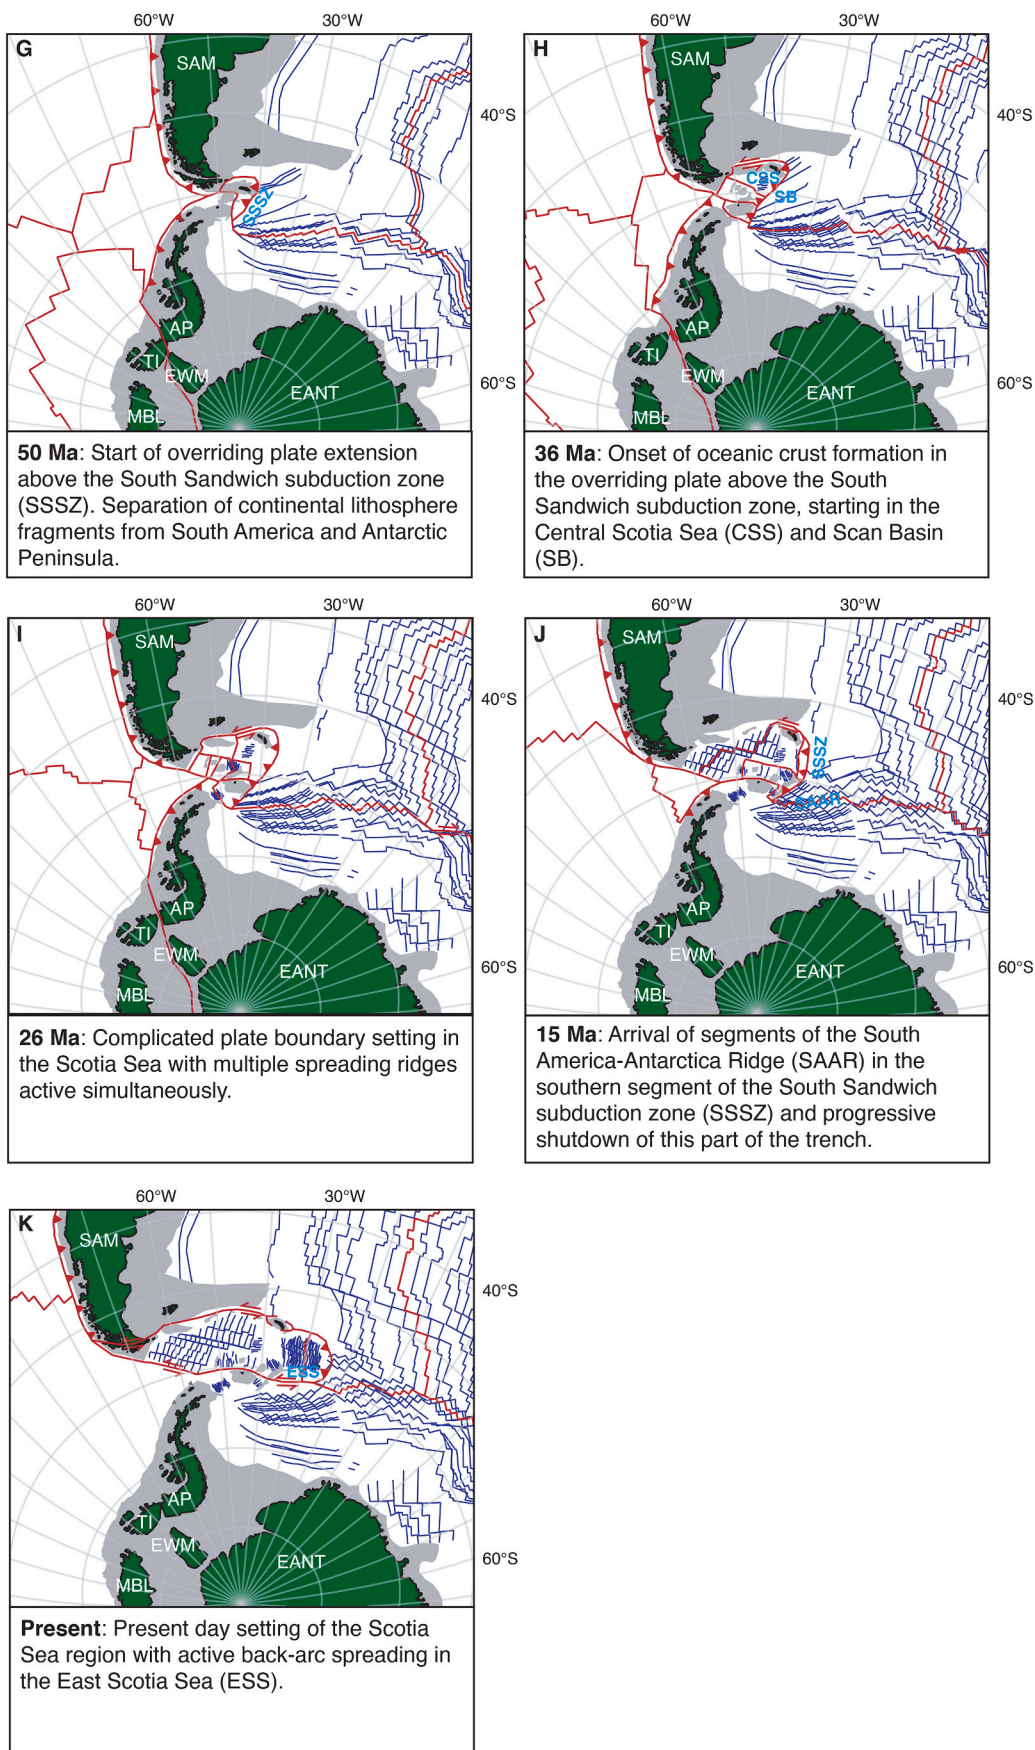 60°W 30°W 60°W 30°W
G
H
SAM
SAM
40°S
40°S
CSS
SB
SSSZ
AP
AP
TI
TI
EWM
EWM
EANT
EANT
60°S
60°S
MBL
MBL
50 Ma: Start of overriding plate extension
above the South Sandwich subduction zone
(SSSZ). Separation of continental lithosphere
fragments from South America and Antarctic
Peninsula.
36 Ma: Onset of oceanic crust formation in
the overriding plate above the South
Sandwich subduction zone, starting in the
Central Scotia Sea (CSS) and Scan Basin
(SB).
60°W 30°W 60°W 30°W
I
J
SAM
SAM
40°S
40°S
SSSZ
SAAR
AP
AP
TI
TI
EWM
EWM
EANT
EANT
60°S
60°S
MBL
MBL
26 Ma: Complicated plate boundary setting in
the Scotia Sea with multiple spreading ridges
active simultaneously.
15 Ma: Arrival of segments of the South
America-Antarctica Ridge (SAAR) in the
southern segment of the South Sandwich
subduction zone (SSSZ) and progressive
shutdown of this part of the trench.
60°W 30°W
K
SAM
40°S
ESS
AP
TI
EWM
EANT
60°S
MBL
Present: Present day setting of the Scotia
Sea region with active back-arc spreading in
the East Scotia Sea (ESS).